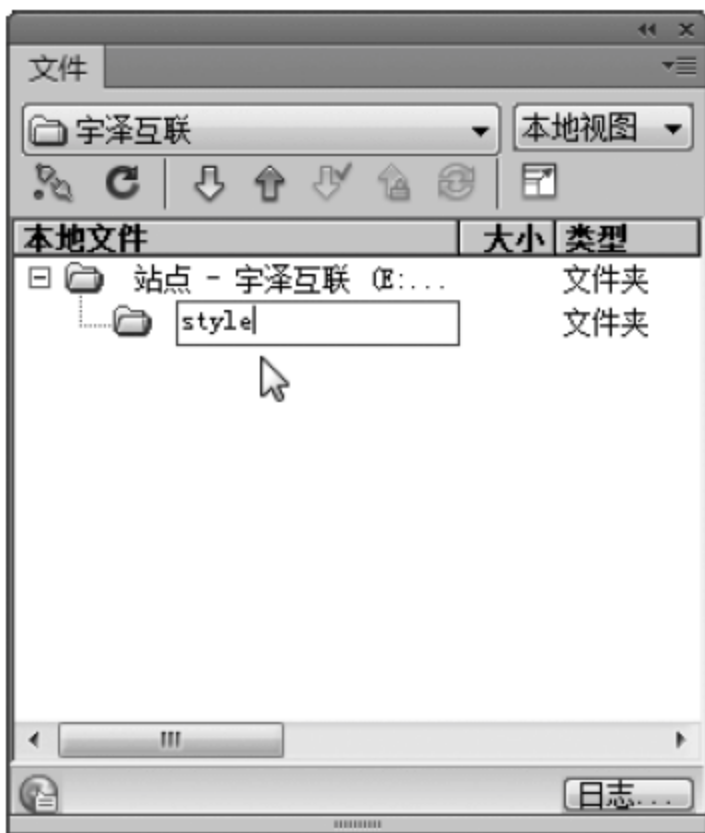 文件
宇泽互联 本地视图
本地文件 大小 类型
站点 - 宇泽互联 (E:... 文件夹
style 文件夹
日志...